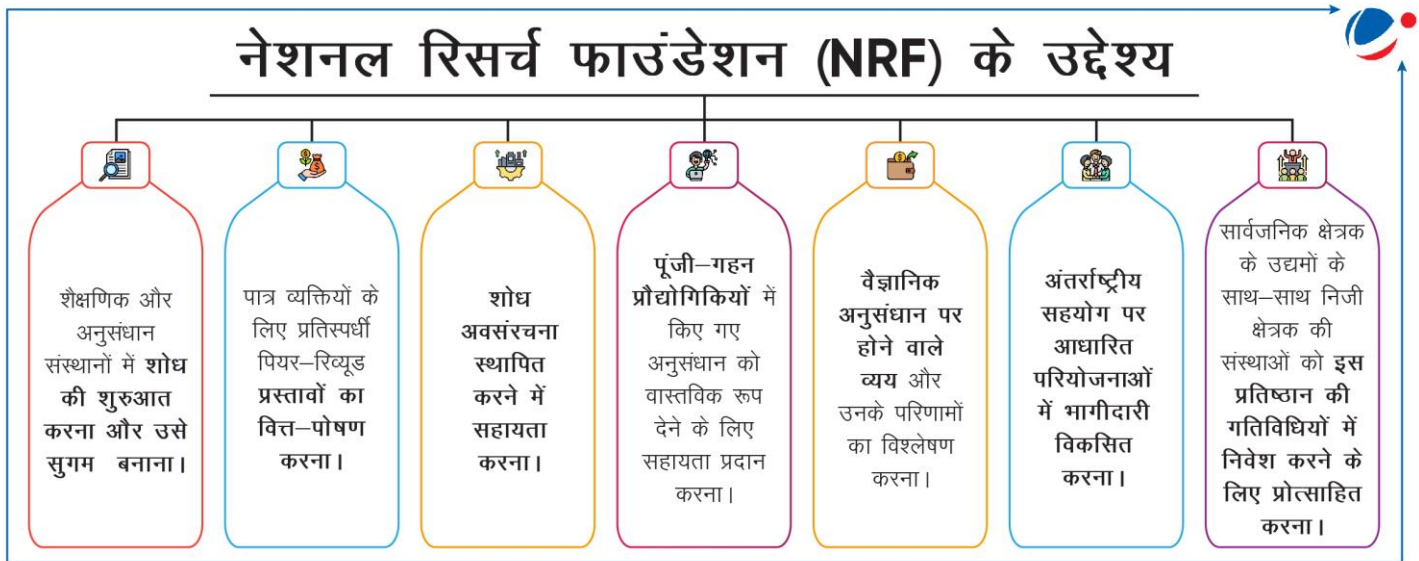 नेशनल रिसर्च फाउंडेशन (NRF) के उद्देश्य
शैक्षणिक और
अनुसंधान
संस्थानों में शोध
की शुरुआत
करना और उसे
सुगम बनाना।
पात्र व्यक्तियों के
लिए प्रतिस्पर्धी
पियर–रिव्यूड
प्रस्तावों का
वित्त–पोषण
करना।
शोध
अवसंरचना
स्थापित
करने में
सहायता
करना।
पूंजी–गहन
प्रौद्योगिकियों में
किए गए
अनुसंधान को
वास्तविक रूप
देने के लिए
सहायता प्रदान
करना।
वैज्ञानिक
अनुसंधान पर
होने वाले
व्यय और
उनके परिणामों
का विश्लेषण
करना।
अंतर्राष्ट्रीय
सहयोग पर
आधारित
परियोजनाओं
में भागीदारी
विकसित
करना।
सार्वजनिक क्षेत्रक
के उद्यमों के
साथ–साथ निजी
क्षेत्रक की
संस्थाओं को इस
प्रतिष्ठान की
गतिविधियों में
निवेश करने के
लिए प्रोत्साहित
करना।